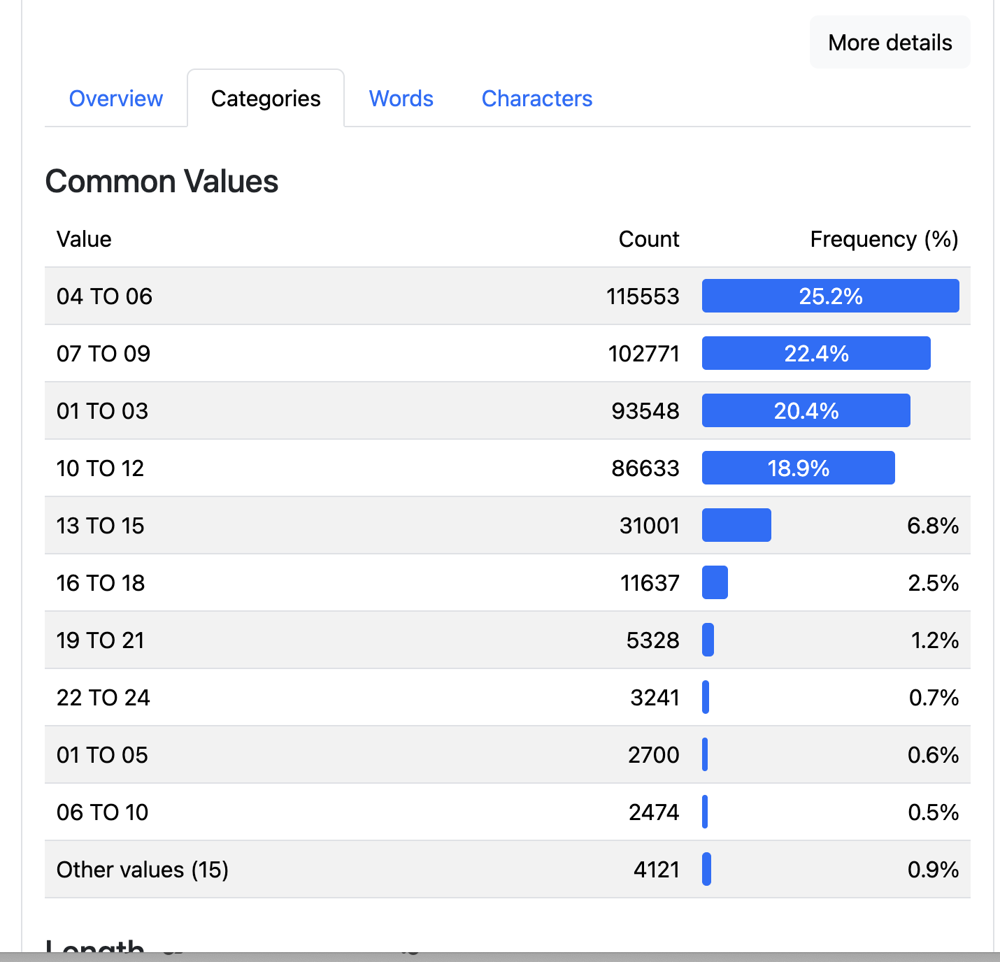 More details
Overview Categories Words Characters
Common Values
Value Count Frequency (%)
04 TO 06 115553 25.2%
07 TO 09 102771 22.4%
01 TO 03 93548 20.4%
10 TO 12 86633 18.9%
13 TO 15 31001 6.8%
16 TO 18 11637 2.5%
19 TO 21 5328 1.2%
22 TO 24 3241 0.7%
01 TO 05 2700 0.6%
06 TO 10 2474 0.5%
Other values (15) 4121 0.9%
Length